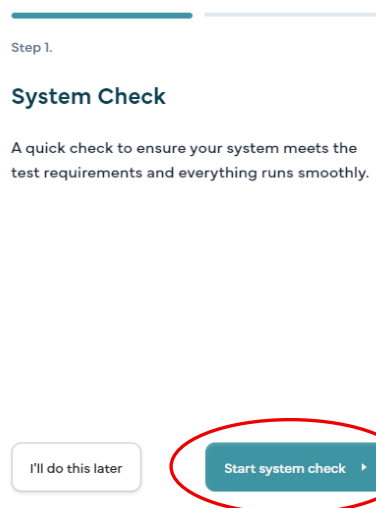 Step 1.
System Check
A quick check to ensure your system meets the
test requirements and everything runs smoothly.
I'll do this later
Start system check